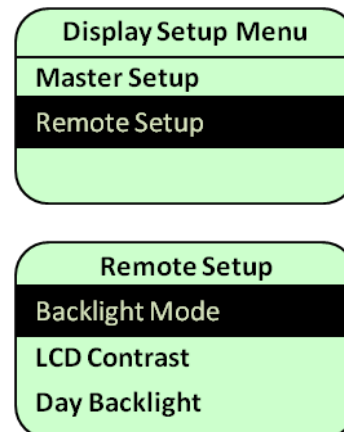 Display Setup Menu
Master Setup
Remote Setup
Remote Setup
Backlight Mode
LCD Contrast
Day Backlight